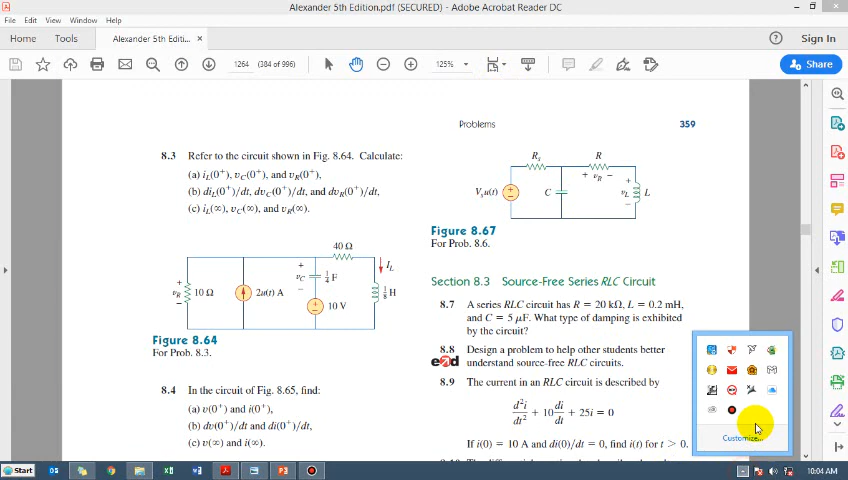 Alexander 5th Edition.pdf (SECURED) - Adobe Acrobat Reader DC
File Edit View Window Help
Home Tools Alexander 5th Editi... × Sign In
1264 (384 of 996) 125% Share
Problems 359
8.3 Refer to the circuit shown in Fig. 8.64. Calculate:
(a) iL(0⁺), vC(0⁺), and vR(0⁺),
(b) diL(0⁺)/dt, dvC(0⁺)/dt, and dvR(0⁺)/dt,
(c) iL(∞), vC(∞), and vR(∞).
40 Ω
IL
+ vR − 10 Ω
2u(t) A
+ vC − 1/4 F
1/8 H
10 V
Figure 8.64
For Prob. 8.3.
8.4 In the circuit of Fig. 8.65, find:
(a) v(0⁺) and i(0⁺),
(b) dv(0⁺)/dt and di(0⁺)/dt,
(c) v(∞) and i(∞).
Rs R
+ vR −
Vsu(t) C + vL − L
Figure 8.67
For Prob. 8.6.
Section 8.3 Source-Free Series RLC Circuit
8.7 A series RLC circuit has R = 20 kΩ, L = 0.2 mH,
and C = 5 μF. What type of damping is exhibited
by the circuit?
8.8 Design a problem to help other students better
understand source-free RLC circuits.
8.9 The current in an RLC circuit is described by
d²i/dt² + 10 di/dt + 25i = 0
If i(0) = 10 A and di(0)/dt = 0, find i(t) for t > 0.
Customize...
Start
10:04 AM